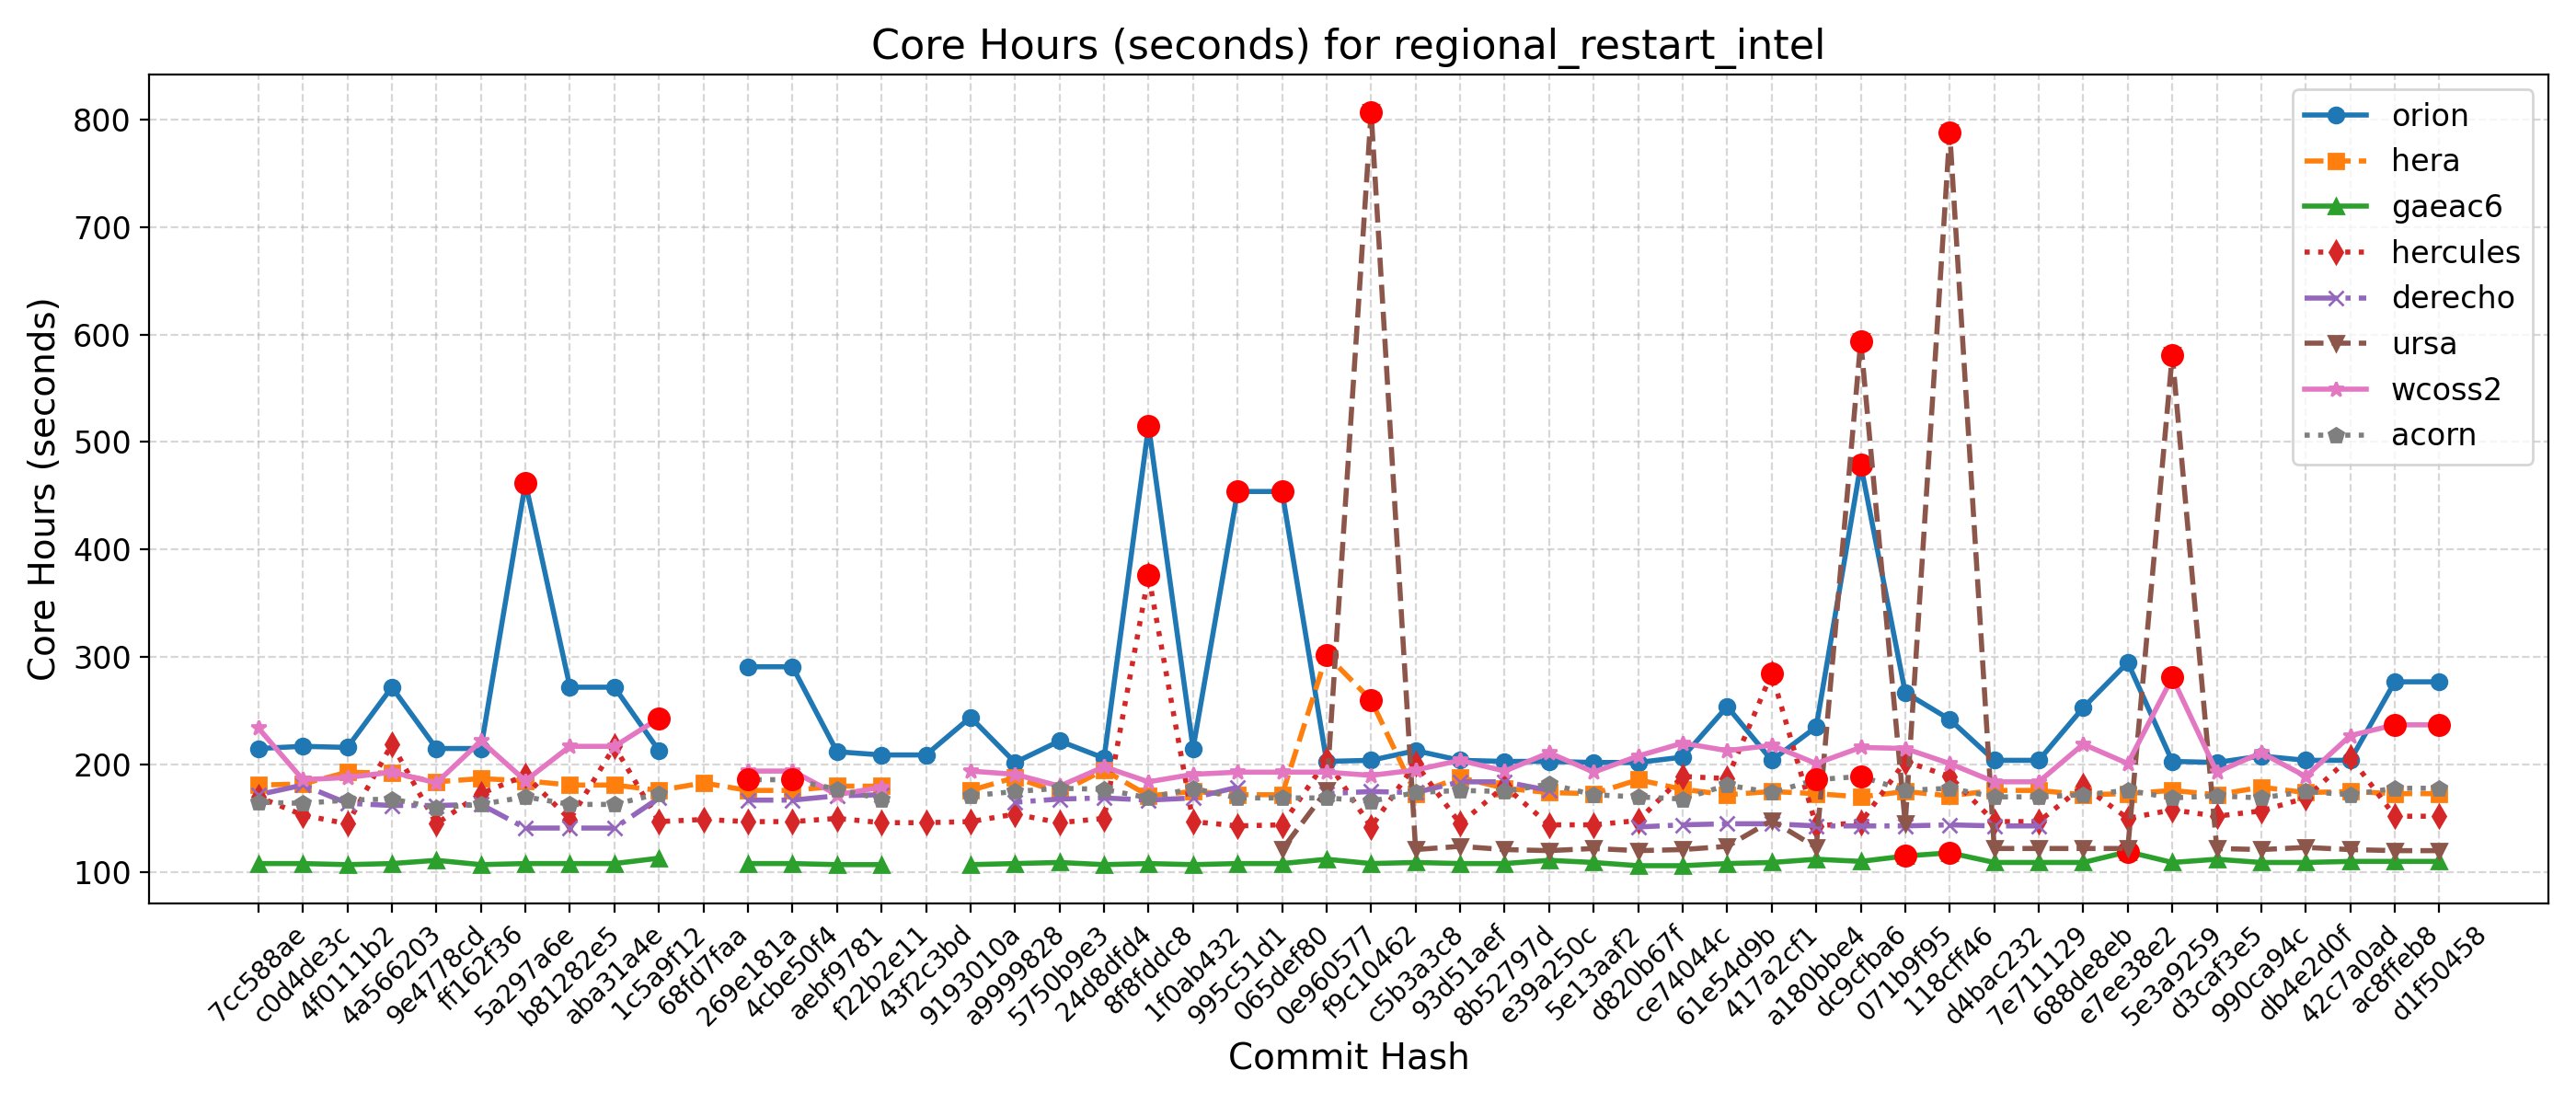 Core Hours (seconds) for regional_restart_intel
Core Hours (seconds)
800
700
600
500
400
300
200
100
orion
hera
gaeac6
hercules
derecho
ursa
wcoss2
acorn
7cc588ae
c0d4de3c
4f0111b2
4a566203
9e4778cd
ff162f36
5a297a6e
b81282e5
aba31a4e
1c5a9f12
68fd7faa
269e181a
4cbe50f4
aebf9781
f22b2e11
43f2c3bd
9193010a
a9999828
5750b9e3
24d8dfd4
8f8fddc8
1f0ab432
995c51d1
065def80
0e960577
f9c10462
c5b3a3c8
93d51aef
8b52797d
e39a250c
5e13aaf2
d820b67f
ce74044c
61e54d9b
417a2cf1
a180bbe4
dc9cfba6
071b9f95
118cff46
d4bac232
7e711129
688de8eb
e7ee38e2
5e3a9259
d3caf3e5
990ca94c
db4e2d0f
42c7a0ad
ac8ffeb8
d1f50458
Commit Hash